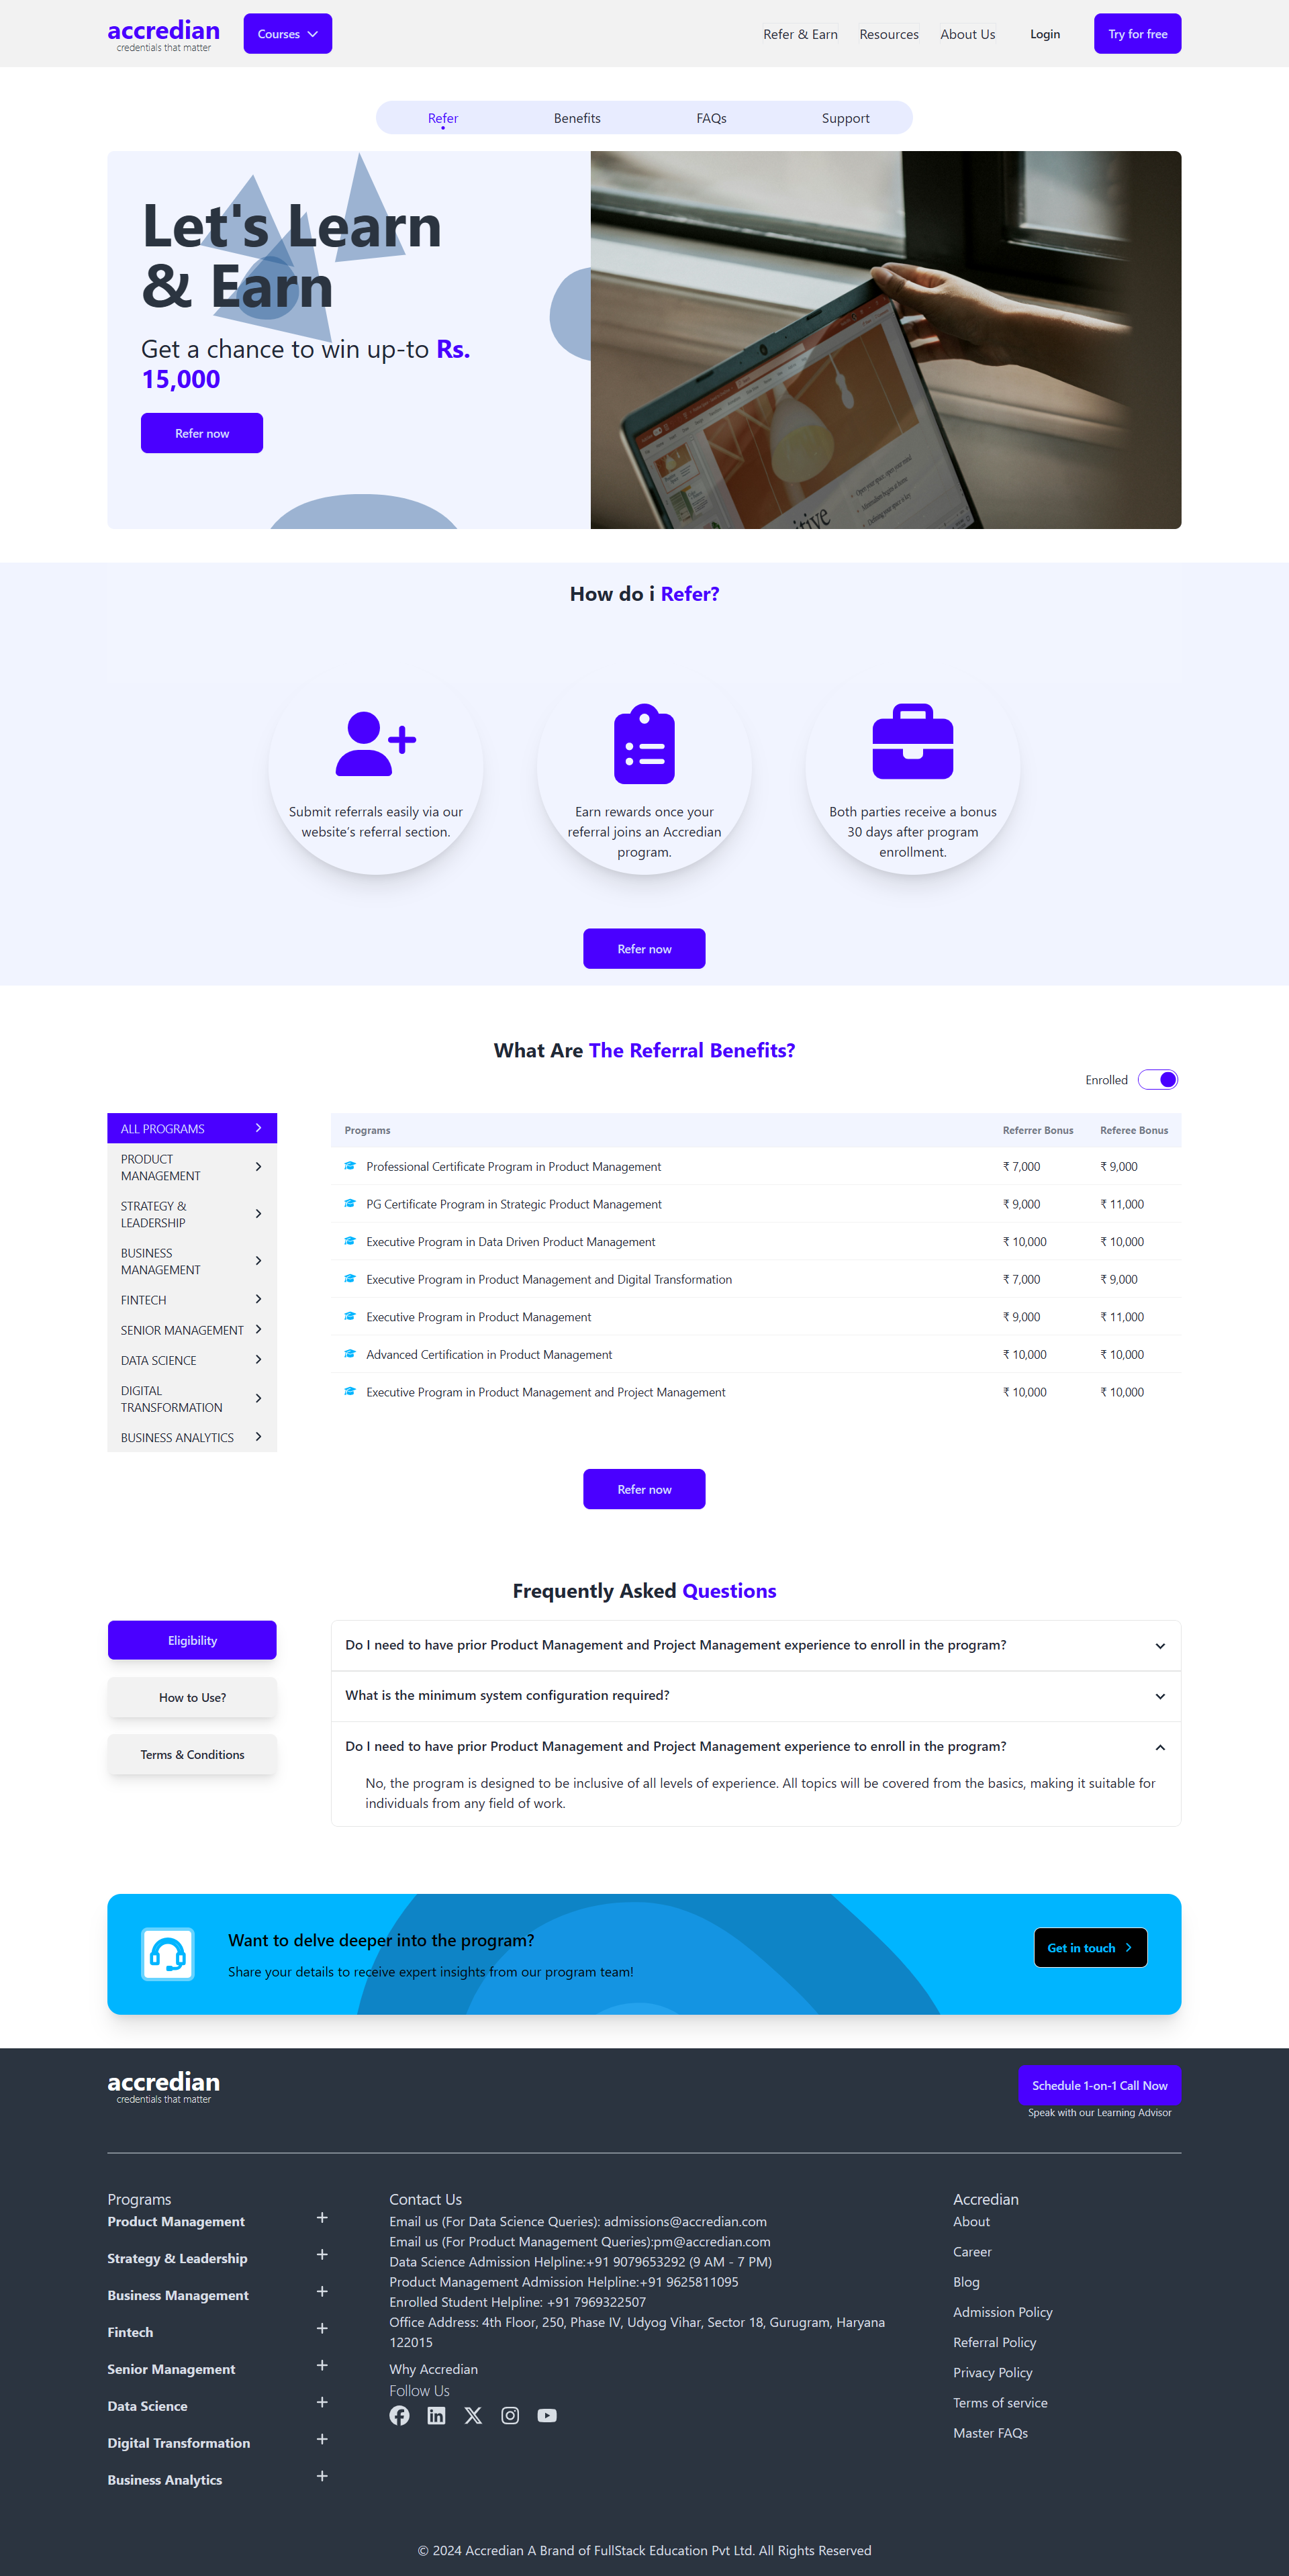 accredian
credentials that matter
Courses
Refer & Earn
Resources
About Us
Login
Try for free
Refer
Benefits
FAQs
Support
Let's Learn
& Earn
Get a chance to win up-to Rs.
15,000
Refer now
How do i Refer?
Submit referrals easily via our
website's referral section.
Earn rewards once your
referral joins an Accredian
program.
Both parties receive a bonus
30 days after program
enrollment.
Refer now
What Are The Referral Benefits?
Enrolled
ALL PROGRAMS
PRODUCT
MANAGEMENT
STRATEGY &
LEADERSHIP
BUSINESS
MANAGEMENT
FINTECH
SENIOR MANAGEMENT
DATA SCIENCE
DIGITAL
TRANSFORMATION
BUSINESS ANALYTICS
Programs Referrer Bonus Referee Bonus
Professional Certificate Program in Product Management ₹ 7,000 ₹ 9,000
PG Certificate Program in Strategic Product Management ₹ 9,000 ₹ 11,000
Executive Program in Data Driven Product Management ₹ 10,000 ₹ 10,000
Executive Program in Product Management and Digital Transformation ₹ 7,000 ₹ 9,000
Executive Program in Product Management ₹ 9,000 ₹ 11,000
Advanced Certification in Product Management ₹ 10,000 ₹ 10,000
Executive Program in Product Management and Project Management ₹ 10,000 ₹ 10,000
Refer now
Frequently Asked Questions
Eligibility
How to Use?
Terms & Conditions
Do I need to have prior Product Management and Project Management experience to enroll in the program?
What is the minimum system configuration required?
Do I need to have prior Product Management and Project Management experience to enroll in the program?
No, the program is designed to be inclusive of all levels of experience. All topics will be covered from the basics, making it suitable for
individuals from any field of work.
Want to delve deeper into the program?
Share your details to receive expert insights from our program team!
Get in touch
accredian
credentials that matter
Schedule 1-on-1 Call Now
Speak with our Learning Advisor
Programs
Product Management
Strategy & Leadership
Business Management
Fintech
Senior Management
Data Science
Digital Transformation
Business Analytics
Contact Us
Email us (For Data Science Queries): admissions@accredian.com
Email us (For Product Management Queries):pm@accredian.com
Data Science Admission Helpline:+91 9079653292 (9 AM - 7 PM)
Product Management Admission Helpline:+91 9625811095
Enrolled Student Helpline: +91 7969322507
Office Address: 4th Floor, 250, Phase IV, Udyog Vihar, Sector 18, Gurugram, Haryana
122015
Why Accredian
Follow Us
Accredian
About
Career
Blog
Admission Policy
Referral Policy
Privacy Policy
Terms of service
Master FAQs
© 2024 Accredian A Brand of FullStack Education Pvt Ltd. All Rights Reserved